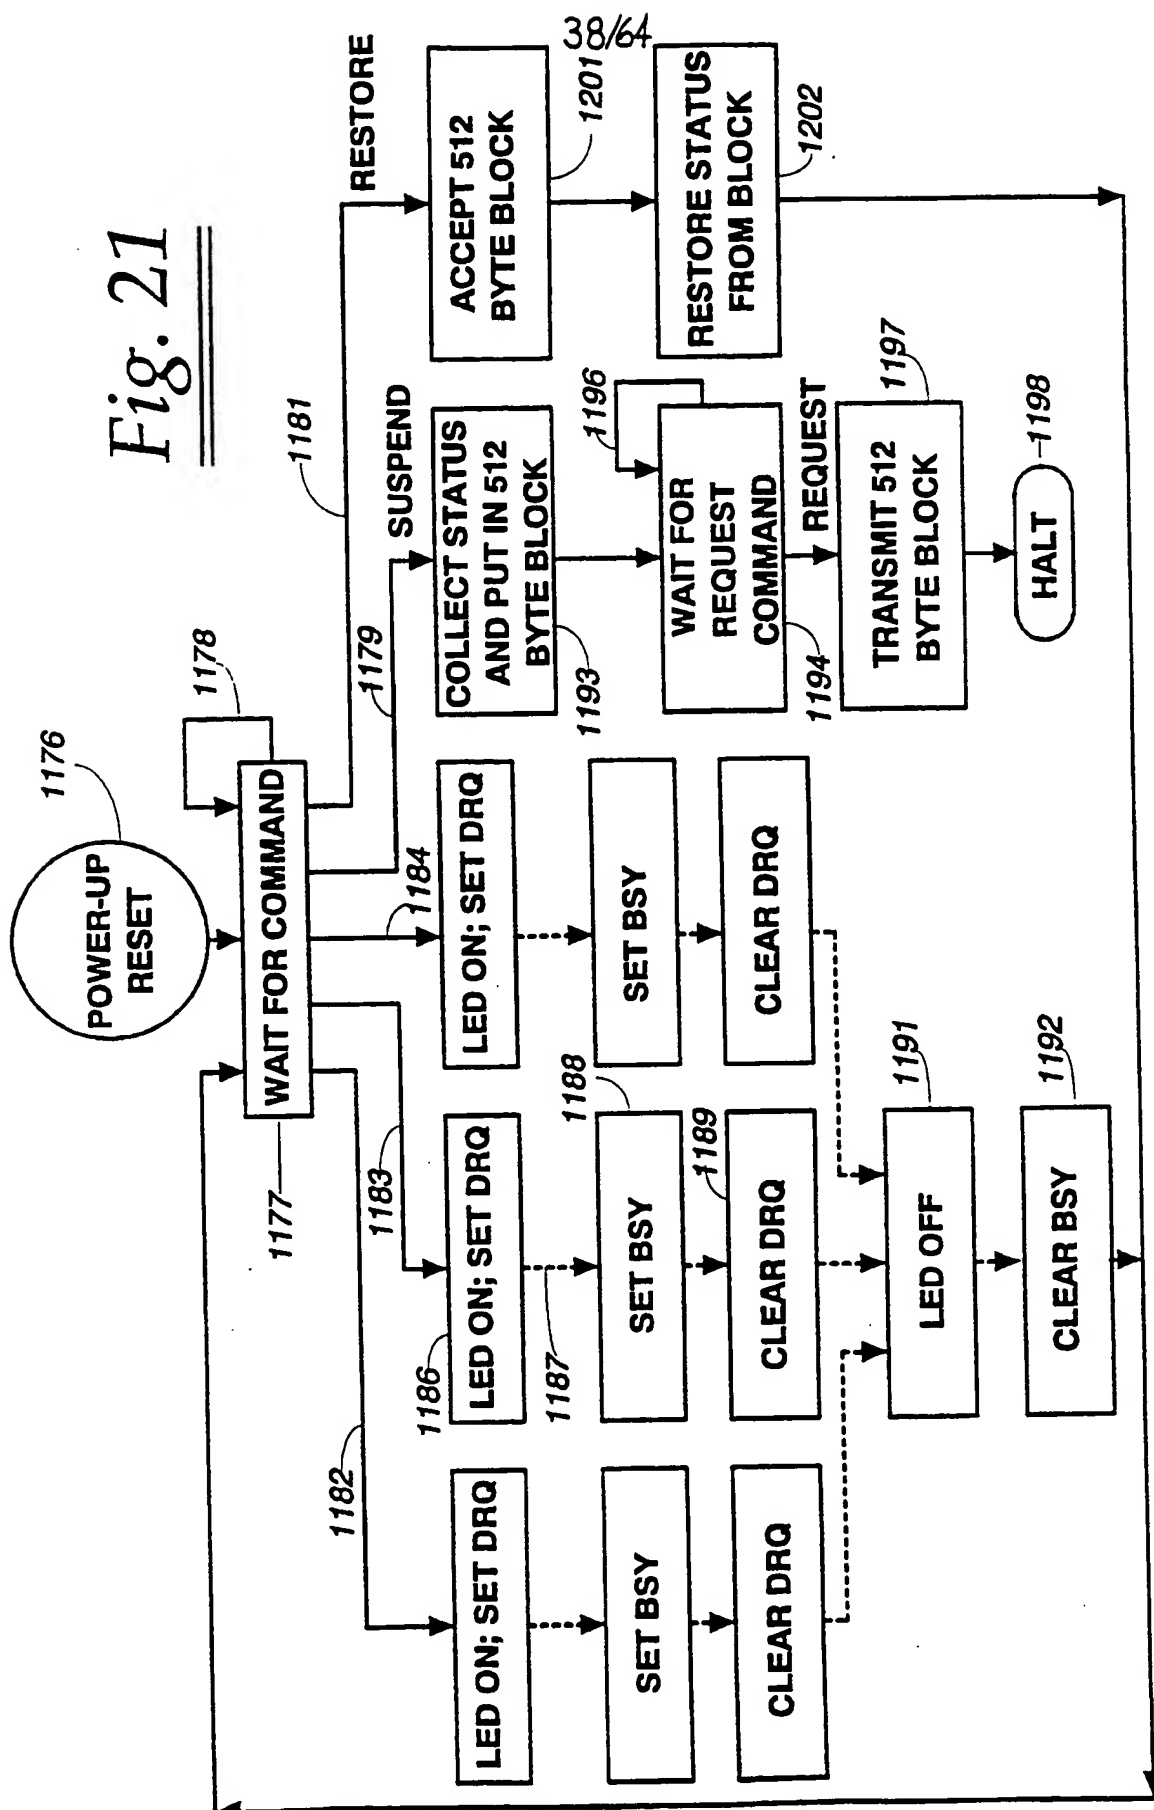 38/64
Fig. 21
POWER-UP
RESET
1176
WAIT FOR COMMAND
1177
1178
1182
1183
1184
1179
SUSPEND
1181
RESTORE
LED ON; SET DRQ
SET BSY
CLEAR DRQ
1186
LED ON; SET DRQ
1187
1188
SET BSY
1189
CLEAR DRQ
LED ON; SET DRQ
SET BSY
CLEAR DRQ
1191
LED OFF
1192
CLEAR BSY
COLLECT STATUS
AND PUT IN 512
BYTE BLOCK
1193
WAIT FOR
REQUEST
COMMAND
1194
1196
REQUEST
TRANSMIT 512
BYTE BLOCK
1197
HALT
1198
ACCEPT 512
BYTE BLOCK
1201
RESTORE STATUS
FROM BLOCK
1202